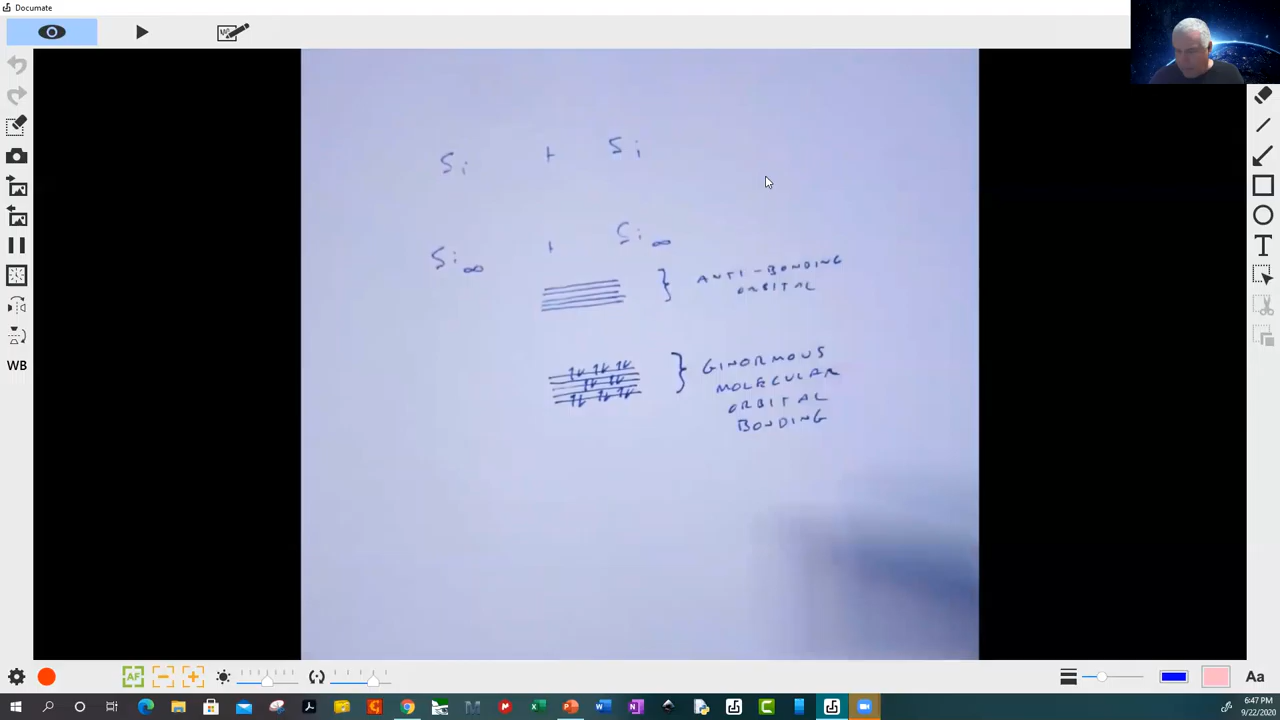 Documate
Si + Si
Si∞ + Si∞
ANTI-BONDING
ORBITAL
GINORMOUS
MOLECULAR
ORBITAL
BONDING
WB
AF
Aa
6:47 PM
9/22/2020